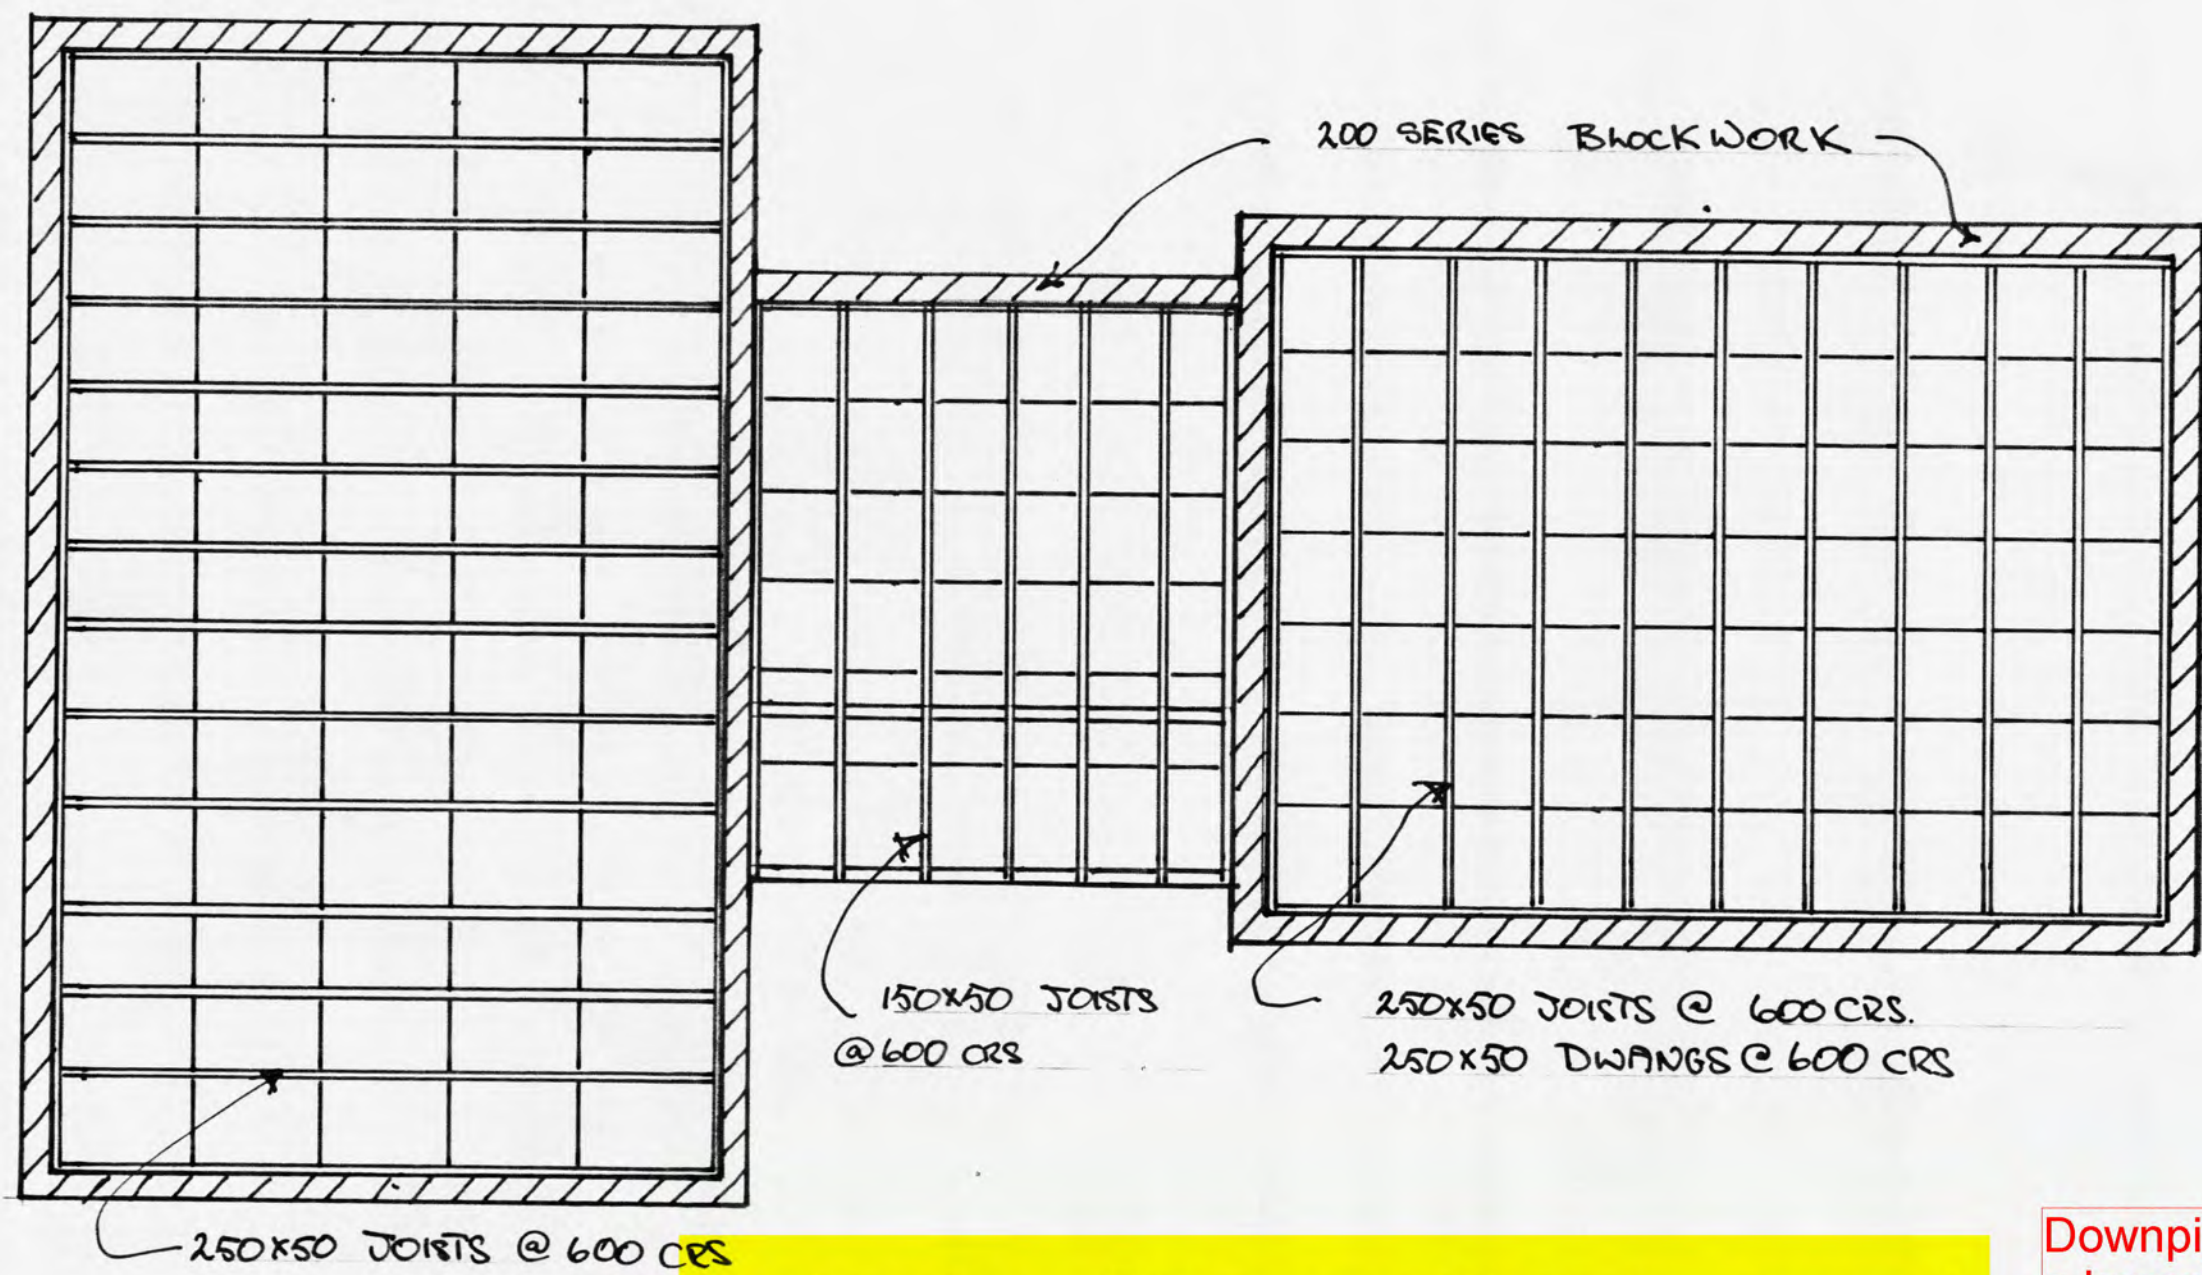 200 SERIES BLOCKWORK
150x50 JOISTS
@ 600 CRS
250x50 JOISTS @ 600 CRS.
250x50 DWANGS @ 600 CRS
250x50 JOISTS @ 600 CRS
Downpi